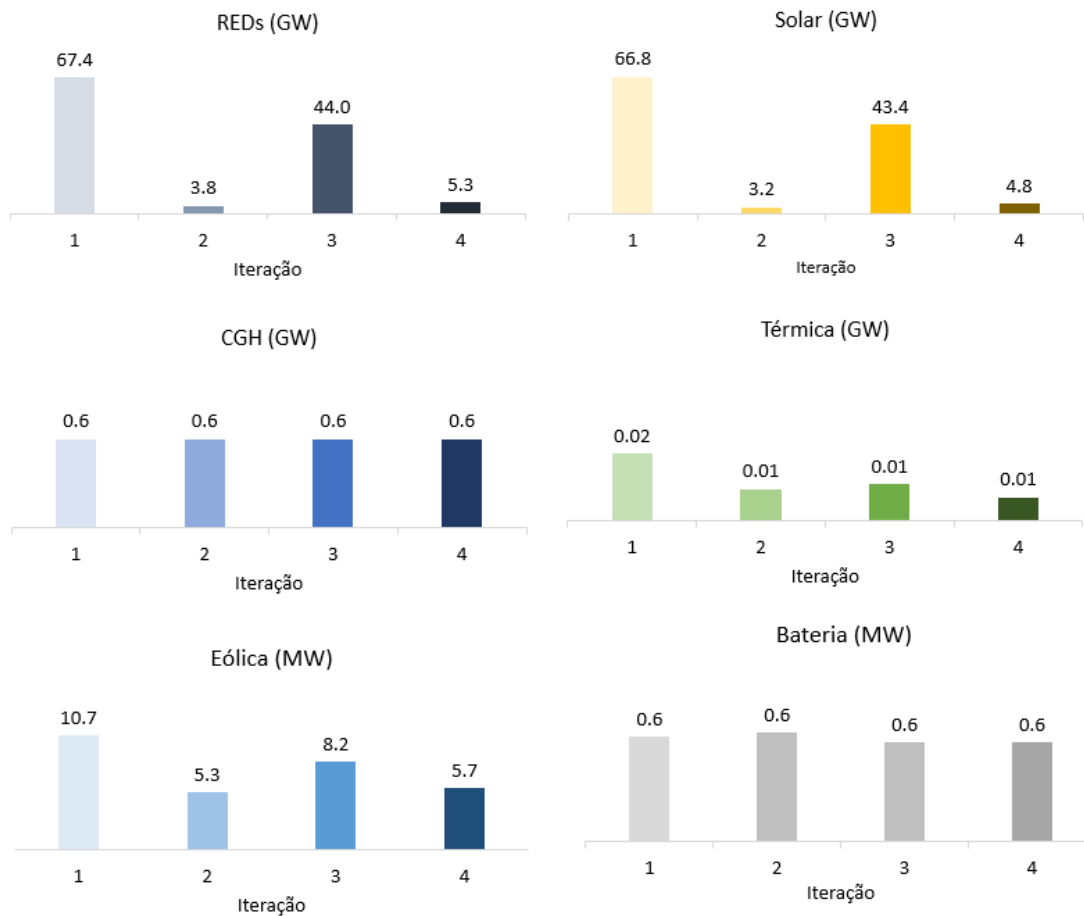 REDs (GW)
67.4
3.8
44.0
5.3
1 2 3 4
Iteração
Solar (GW)
66.8
3.2
43.4
4.8
1 2 3 4
Iteração
CGH (GW)
0.6 0.6 0.6 0.6
1 2 3 4
Iteração
Térmica (GW)
0.02
0.01
0.01
0.01
1 2 3 4
Iteração
Eólica (MW)
10.7
5.3
8.2
5.7
1 2 3 4
Iteração
Bateria (MW)
0.6 0.6 0.6 0.6
1 2 3 4
Iteração